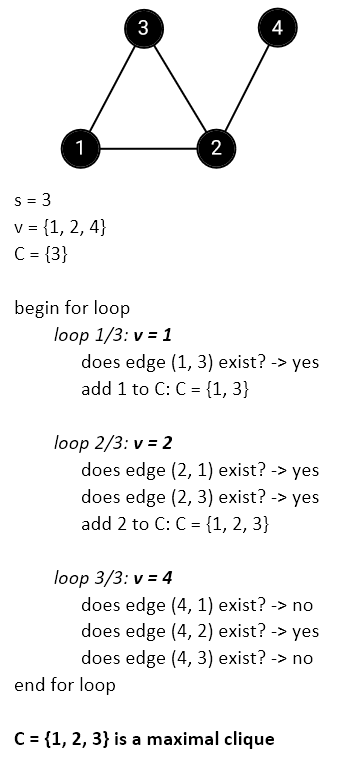 3 4
1 2
s = 3
v = {1, 2, 4}
C = {3}
begin for loop
loop 1/3: v = 1
does edge (1, 3) exist? -> yes
add 1 to C: C = {1, 3}
loop 2/3: v = 2
does edge (2, 1) exist? -> yes
does edge (2, 3) exist? -> yes
add 2 to C: C = {1, 2, 3}
loop 3/3: v = 4
does edge (4, 1) exist? -> no
does edge (4, 2) exist? -> yes
does edge (4, 3) exist? -> no
end for loop
C = {1, 2, 3} is a maximal clique